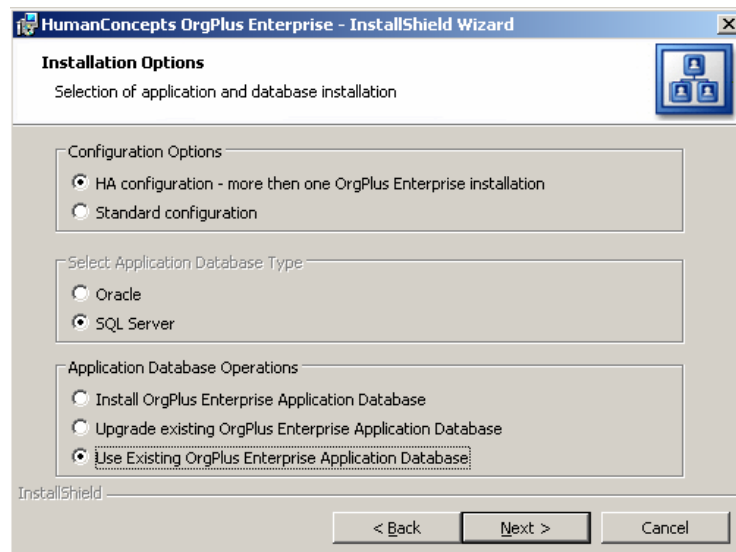 HumanConcepts OrgPlus Enterprise - InstallShield Wizard
Installation Options
Selection of application and database installation
Configuration Options
HA configuration - more then one OrgPlus Enterprise installation
Standard configuration
Select Application Database Type
Oracle
SQL Server
Application Database Operations
Install OrgPlus Enterprise Application Database
Upgrade existing OrgPlus Enterprise Application Database
Use Existing OrgPlus Enterprise Application Database
InstallShield
< Back Next > Cancel